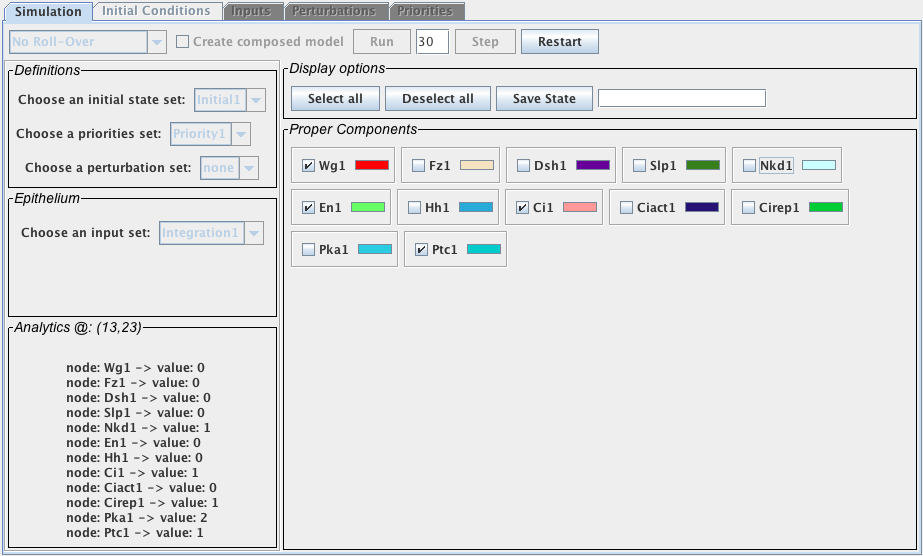 Simulation Initial Conditions Inputs Perturbations Priorities
No Roll-Over Create composed model Run 30 Step Restart
Definitions
Choose an initial state set: Initial1
Choose a priorities set: Priority1
Choose a perturbation set: none
Epithelium
Choose an input set: Integration1
Analytics @: (13,23)
node: Wg1 -> value: 0
node: Fz1 -> value: 0
node: Dsh1 -> value: 0
node: Slp1 -> value: 0
node: Nkd1 -> value: 1
node: En1 -> value: 0
node: Hh1 -> value: 0
node: Ci1 -> value: 1
node: Ciact1 -> value: 0
node: Cirep1 -> value: 1
node: Pka1 -> value: 2
node: Ptc1 -> value: 1
Display options
Select all Deselect all Save State
Proper Components
Wg1 Fz1 Dsh1 Slp1 Nkd1
En1 Hh1 Ci1 Ciact1 Cirep1
Pka1 Ptc1